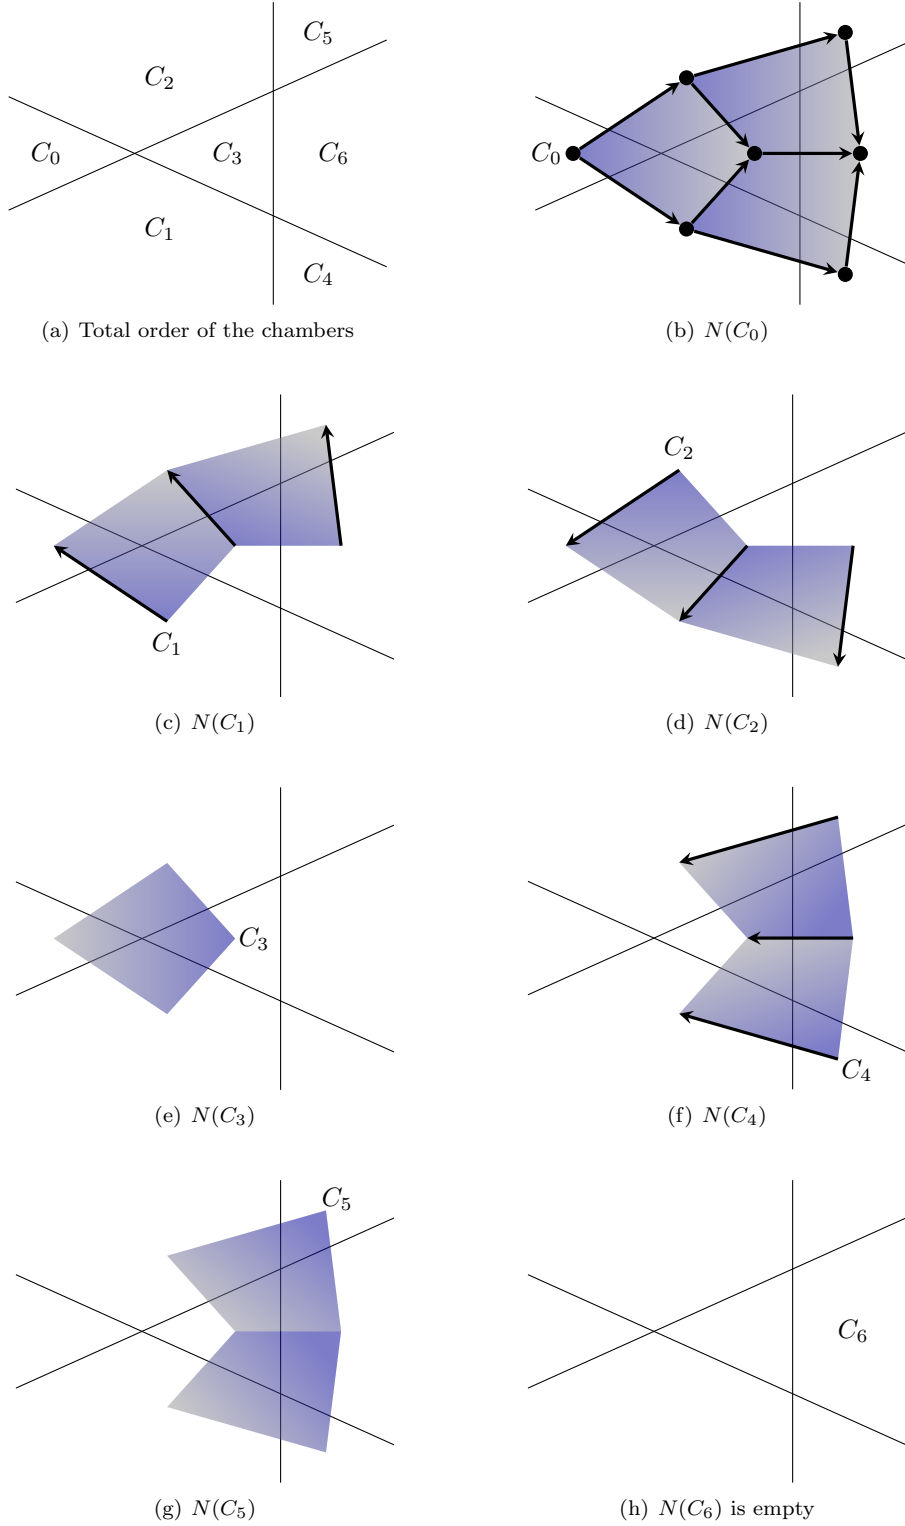 C₅
C₂
C₀ C₃ C₆
C₁
C₄
(a) Total order of the chambers
C₀
(b) N(C₀)
C₁
(c) N(C₁)
C₂
(d) N(C₂)
C₃
(e) N(C₃)
C₄
(f) N(C₄)
C₅
(g) N(C₅)
C₆
(h) N(C₆) is empty